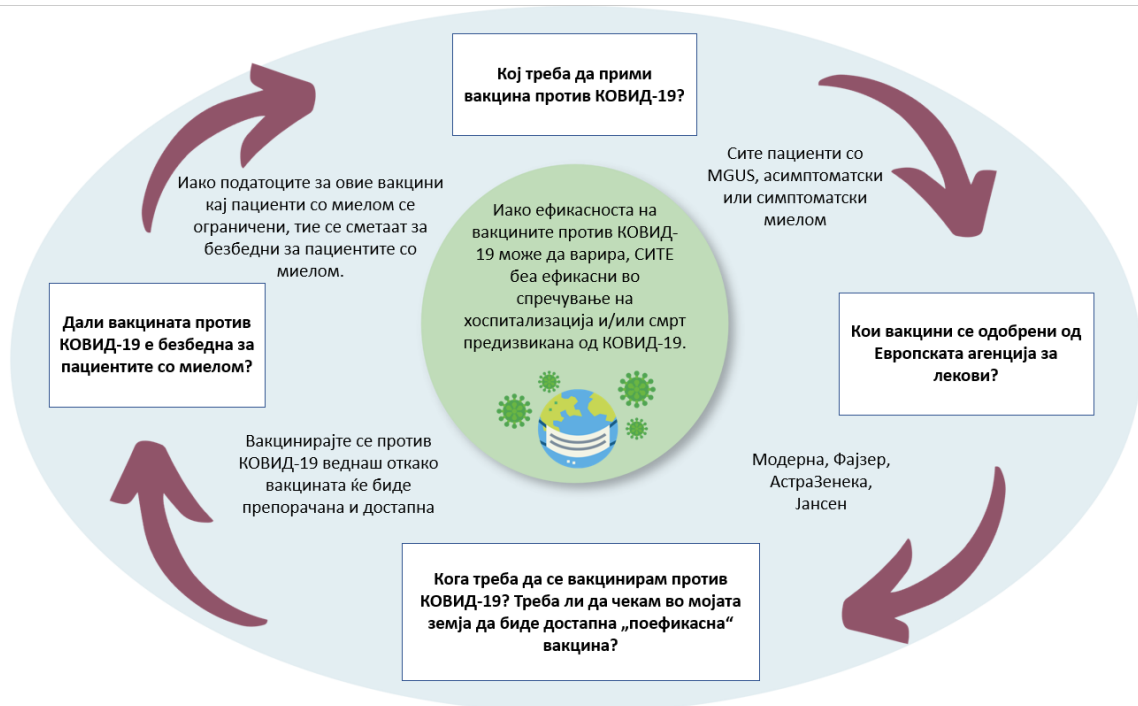 Кој треба да прими
вакцина против КОВИД-19?
Сите пациенти со
MGUS, асимптоматски
или симптоматски
миелом
Кои вакцини се одобрени од
Европската агенција за
лекови?
Модерна, Фајзер,
АстраЗенека,
Јансен
Кога треба да се вакцинирам против
КОВИД-19? Треба ли да чекам во мојата
земја да биде достапна „поефикасна“
вакцина?
Вакцинирајте се против
КОВИД-19 веднаш откако
вакцината ќе биде
препорачана и достапна
Дали вакцината против
КОВИД-19 е безбедна за
пациентите со миелом?
Иако податоците за овие вакцини
кај пациенти со миелом се
ограничени, тие се сметаат за
безбедни за пациентите со
миелом.
Иако ефикасноста на
вакцините против КОВИД-
19 може да варира, СИТЕ
беа ефикасни во
спречување на
хоспитализација и/или смрт
предизвикана од КОВИД-19.